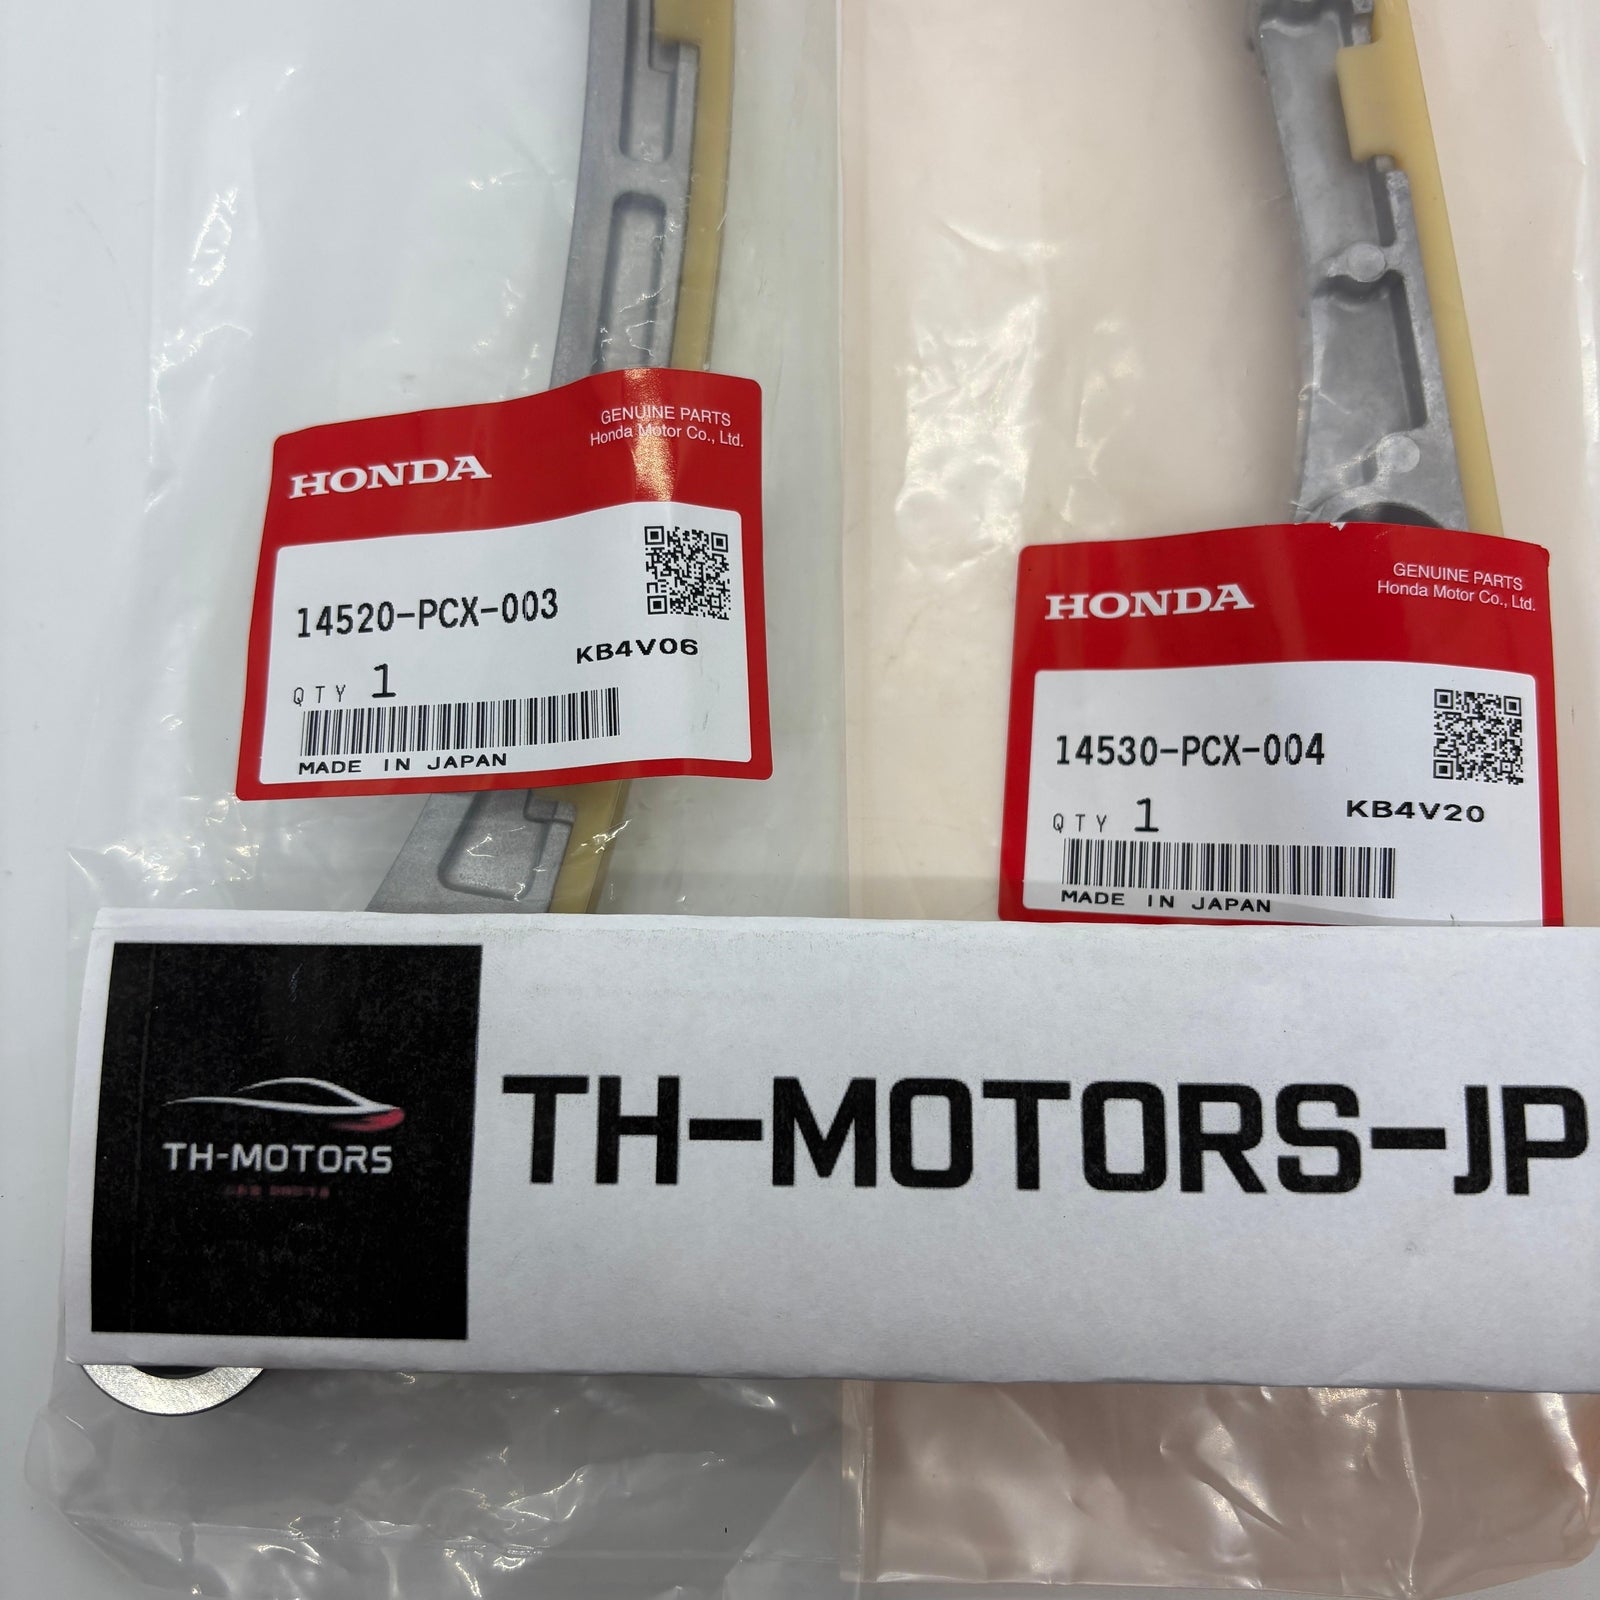 GENUINE PARTS
Honda Motor Co., Ltd.
HONDA
14520-PCX-003
KB4V06
QTY 1
MADE IN JAPAN
GENUINE PARTS
Honda Motor Co., Ltd.
HONDA
14530-PCX-004
KB4V20
QTY 1
MADE IN JAPAN
TH-MOTORS
TH-MOTORS-JP